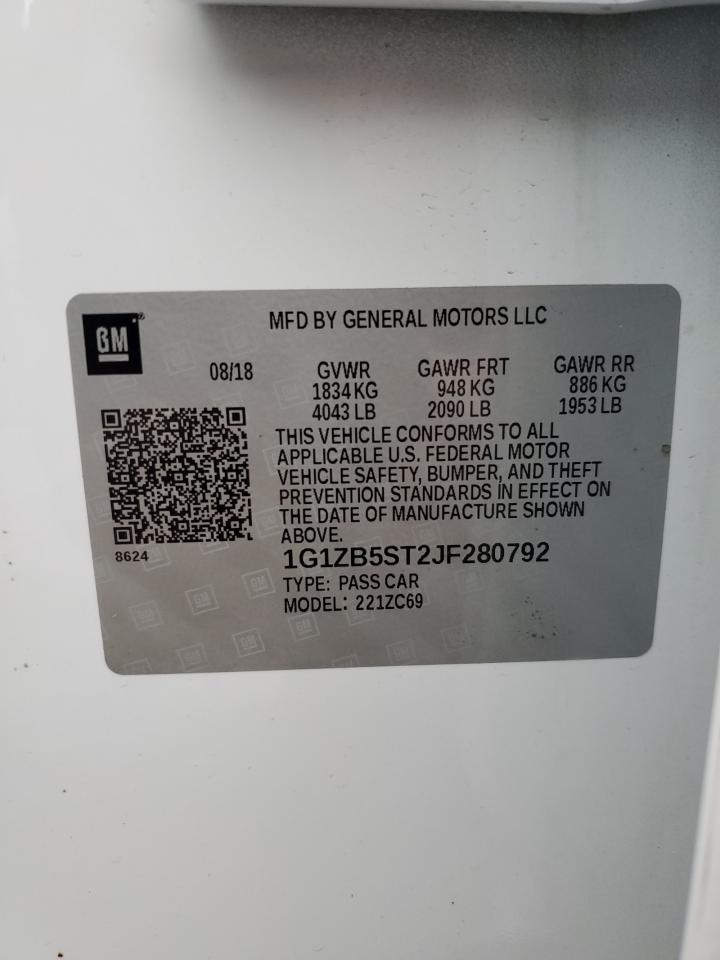 GM
MFD BY GENERAL MOTORS LLC
08/18
GVWR GAWR FRT GAWR RR
1834 KG 948 KG 886 KG
4043 LB 2090 LB 1953 LB
THIS VEHICLE CONFORMS TO ALL
APPLICABLE U.S. FEDERAL MOTOR
VEHICLE SAFETY, BUMPER, AND THEFT
PREVENTION STANDARDS IN EFFECT ON
THE DATE OF MANUFACTURE SHOWN
ABOVE.
8624
1G1ZB5ST2JF280792
TYPE: PASS CAR
MODEL: 221ZC69